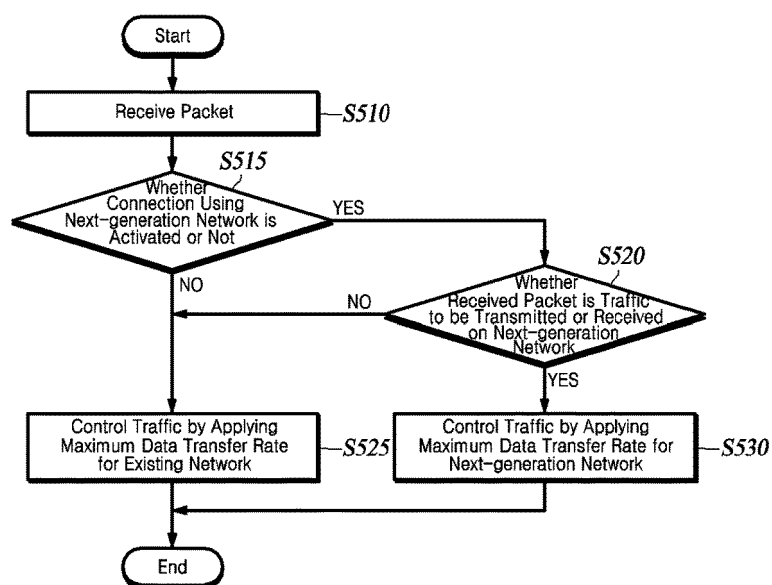 Start
Receive Packet
S510
S515
Whether
Connection Using
Next-generation Network is
Activated or Not
YES
NO
S520
Whether
Received Packet is Traffic
to be Transmitted or Received
on Next-generation
Network
NO
YES
Control Traffic by Applying
Maximum Data Transfer Rate
for Existing Network
S525
Control Traffic by Applying
Maximum Data Transfer Rate for
Next-generation Network
S530
End